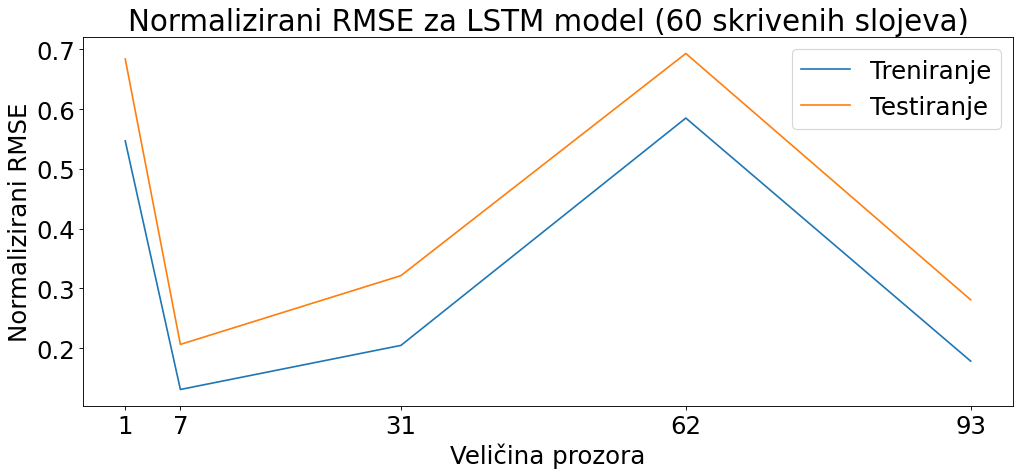 Normalizirani RMSE za LSTM model (60 skrivenih slojeva)
Normalizirani RMSE
0.7
0.6
0.5
0.4
0.3
0.2
Treniranje
Testiranje
1 7 31 62 93
Veličina prozora